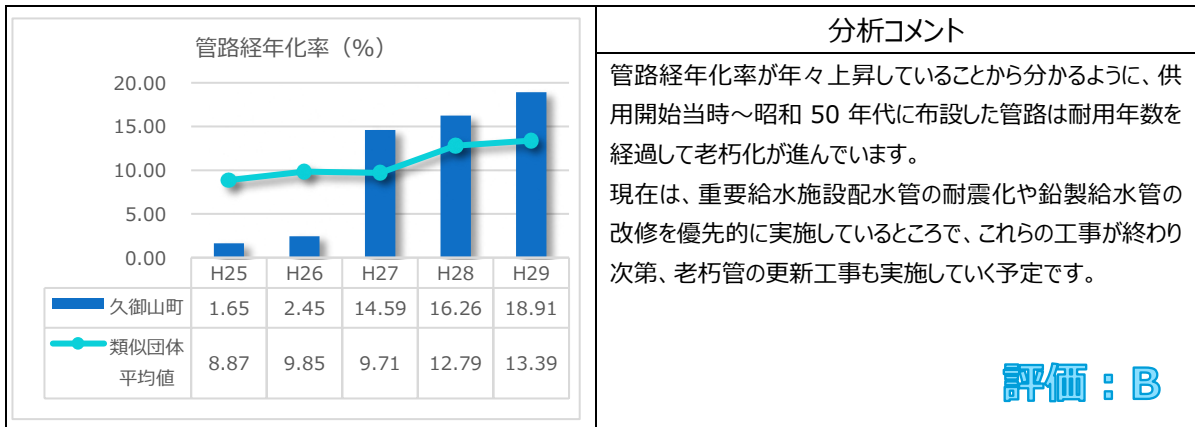 管路経年化率（%）
20.00
15.00
10.00
5.00
0.00
H25 H26 H27 H28 H29
久御山町 1.65 2.45 14.59 16.26 18.91
類似団体
平均値 8.87 9.85 9.71 12.79 13.39
分析コメント
管路経年化率が年々上昇していることから分かるように、供
用開始当時～昭和 50 年代に布設した管路は耐用年数を
経過して老朽化が進んでいます。
現在は、重要給水施設配水管の耐震化や鉛製給水管の
改修を優先的に実施しているところで、これらの工事が終わり
次第、老朽管の更新工事も実施していく予定です。
評価：B